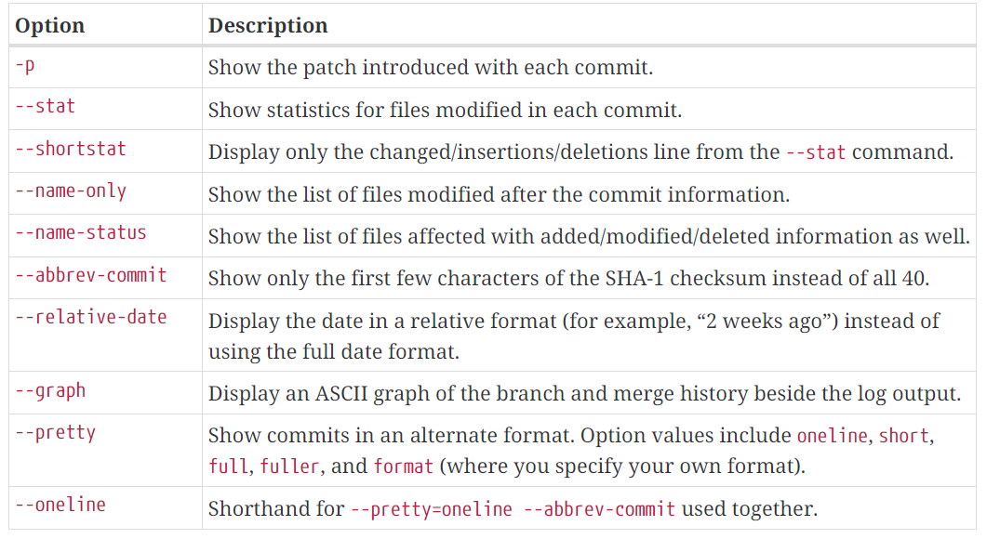 Option Description
-p Show the patch introduced with each commit.
--stat Show statistics for files modified in each commit.
--shortstat Display only the changed/insertions/deletions line from the --stat command.
--name-only Show the list of files modified after the commit information.
--name-status Show the list of files affected with added/modified/deleted information as well.
--abbrev-commit Show only the first few characters of the SHA-1 checksum instead of all 40.
--relative-date Display the date in a relative format (for example, “2 weeks ago”) instead of
using the full date format.
--graph Display an ASCII graph of the branch and merge history beside the log output.
--pretty Show commits in an alternate format. Option values include oneline, short,
full, fuller, and format (where you specify your own format).
--oneline Shorthand for --pretty=oneline --abbrev-commit used together.